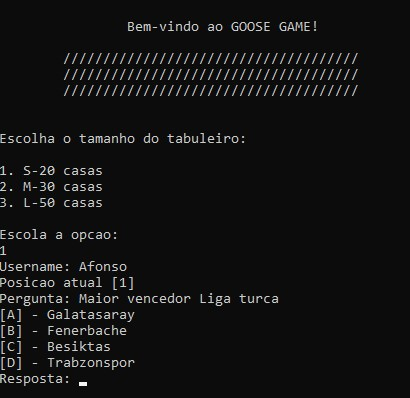 Bem-vindo ao GOOSE GAME!
/////////////////////////////////////
/////////////////////////////////////
/////////////////////////////////////
Escolha o tamanho do tabuleiro:
1. S-20 casas
2. M-30 casas
3. L-50 casas
Escola a opcao:
1
Username: Afonso
Posicao atual [1]
Pergunta: Maior vencedor Liga turca
[A] - Galatasaray
[B] - Fenerbache
[C] - Besiktas
[D] - Trabzonspor
Resposta: